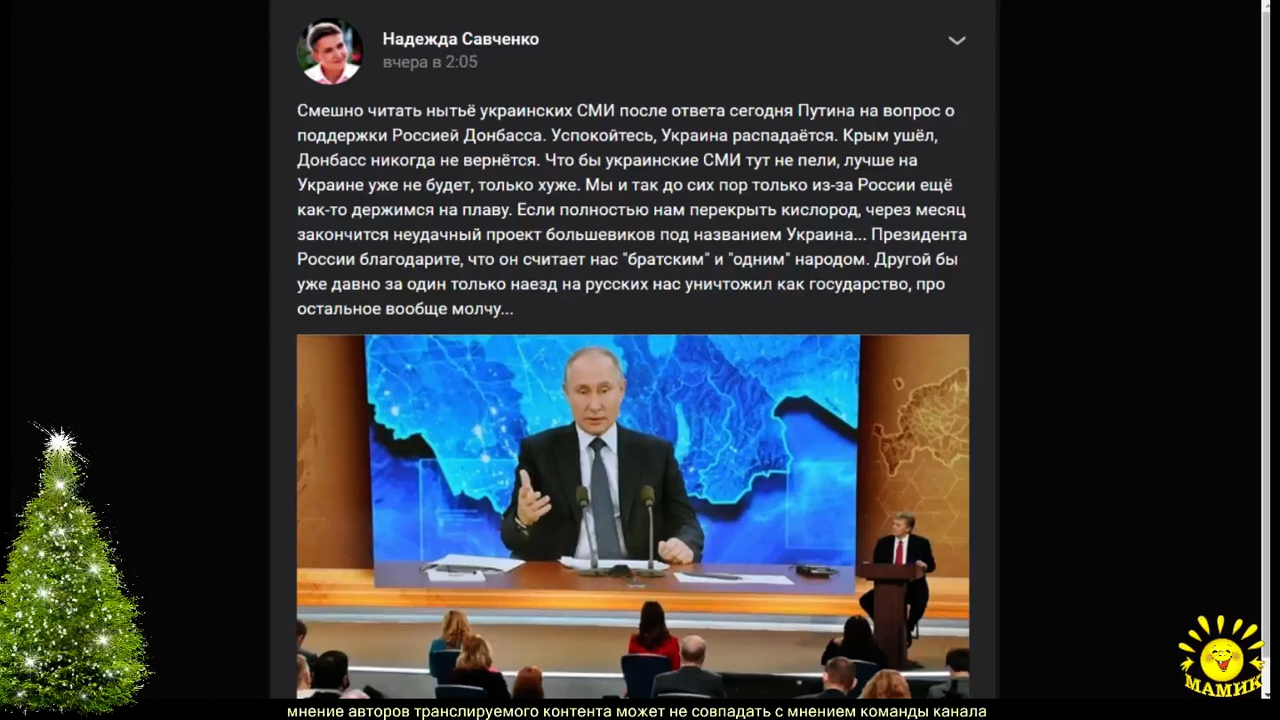 Надежда Савченко
вчера в 2:05
Смешно читать нытьё украинских СМИ после ответа сегодня Путина на вопрос о
поддержки Россией Донбасса. Успокойтесь, Украина распадаётся. Крым ушёл,
Донбасс никогда не вернётся. Что бы украинские СМИ тут не пели, лучше на
Украине уже не будет, только хуже. Мы и так до сих пор только из-за России ещё
как-то держимся на плаву. Если полностью нам перекрыть кислород, через месяц
закончится неудачный проект большевиков под названием Украина... Президента
России благодарите, что он считает нас "братским" и "одним" народом. Другой бы
уже давно за один только наезд на русских нас уничтожил как государство, про
остальное вообще молчу...
МАМИК
мнение авторов транслируемого контента может не совпадать с мнением команды канала